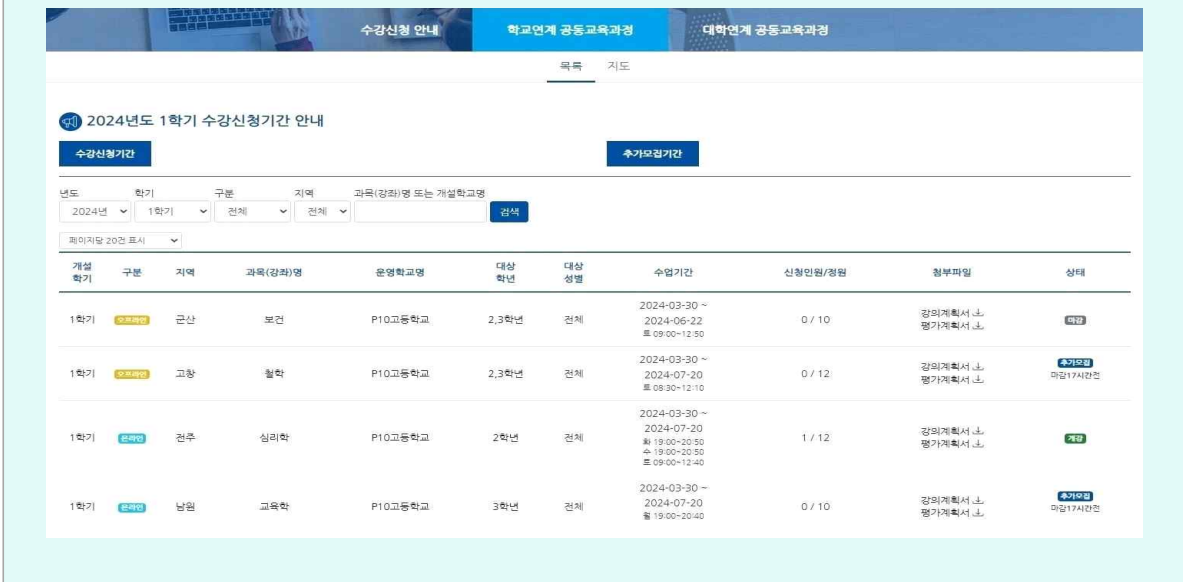 수강신청 안내 학교연계 공동교육과정 대학연계 공동교육과정
목록 지도
2024년도 1학기 수강신청기간 안내
수강신청기간 추가모집기간
년도 학기 구분 지역 과목(강좌)명 또는 개설학교명
2024년 1학기 전체 전체 검색
페이지당 20건 표시
개설 학기 구분 지역 과목(강좌)명 운영학교명 대상 학년 대상 성별 수업기간 신청인원/정원 첨부파일 상태
2024-03-30 ~
1학기 오프라인 군산 보건 P10고등학교 2,3학년 전체 2024-06-22 0 / 10 강의계획서 평가계획서 마감
토 09:00~12:50
2024-03-30 ~
1학기 오프라인 고창 철학 P10고등학교 2,3학년 전체 2024-07-20 0 / 12 강의계획서 평가계획서 추가모집 마감17시간전
토 08:30~12:10
2024-03-30 ~
2024-07-20
1학기 온라인 전주 심리학 P10고등학교 2학년 전체 화 19:00~20:50 1 / 12 강의계획서 평가계획서 개강
수 19:00~20:50
토 09:00~12:40
2024-03-30 ~
1학기 온라인 남원 교육학 P10고등학교 3학년 전체 2024-07-20 0 / 10 강의계획서 평가계획서 추가모집 마감17시간전
월 19:00~20:40